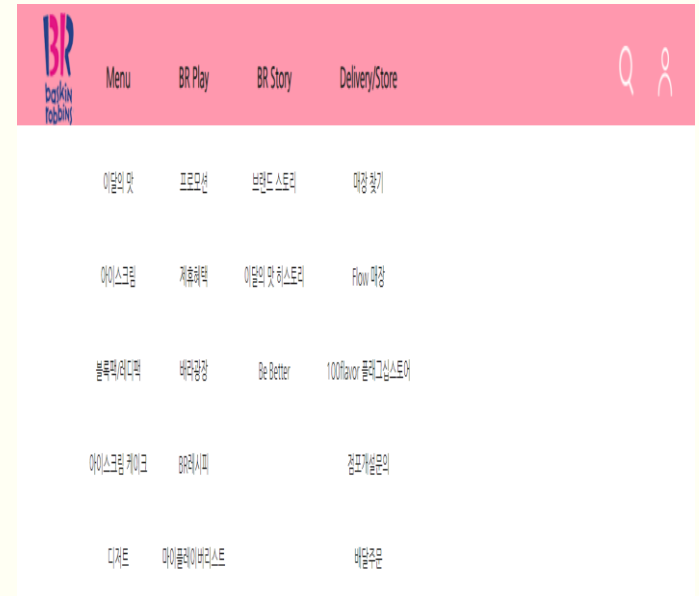 BR
baskin
robbins
Menu BR Play BR Story Delivery/Store
이달의 맛 프로모션 브랜드 스토리 매장 찾기
아이스크림 제휴혜택 이달의 맛 히스토리 Flow 매장
블록팩/레디팩 배라광장 Be Better 100flavor 플래그십스토어
아이스크림 케이크 BR레시피 점포개설문의
디저트 마이플레이버리스트 배달주문